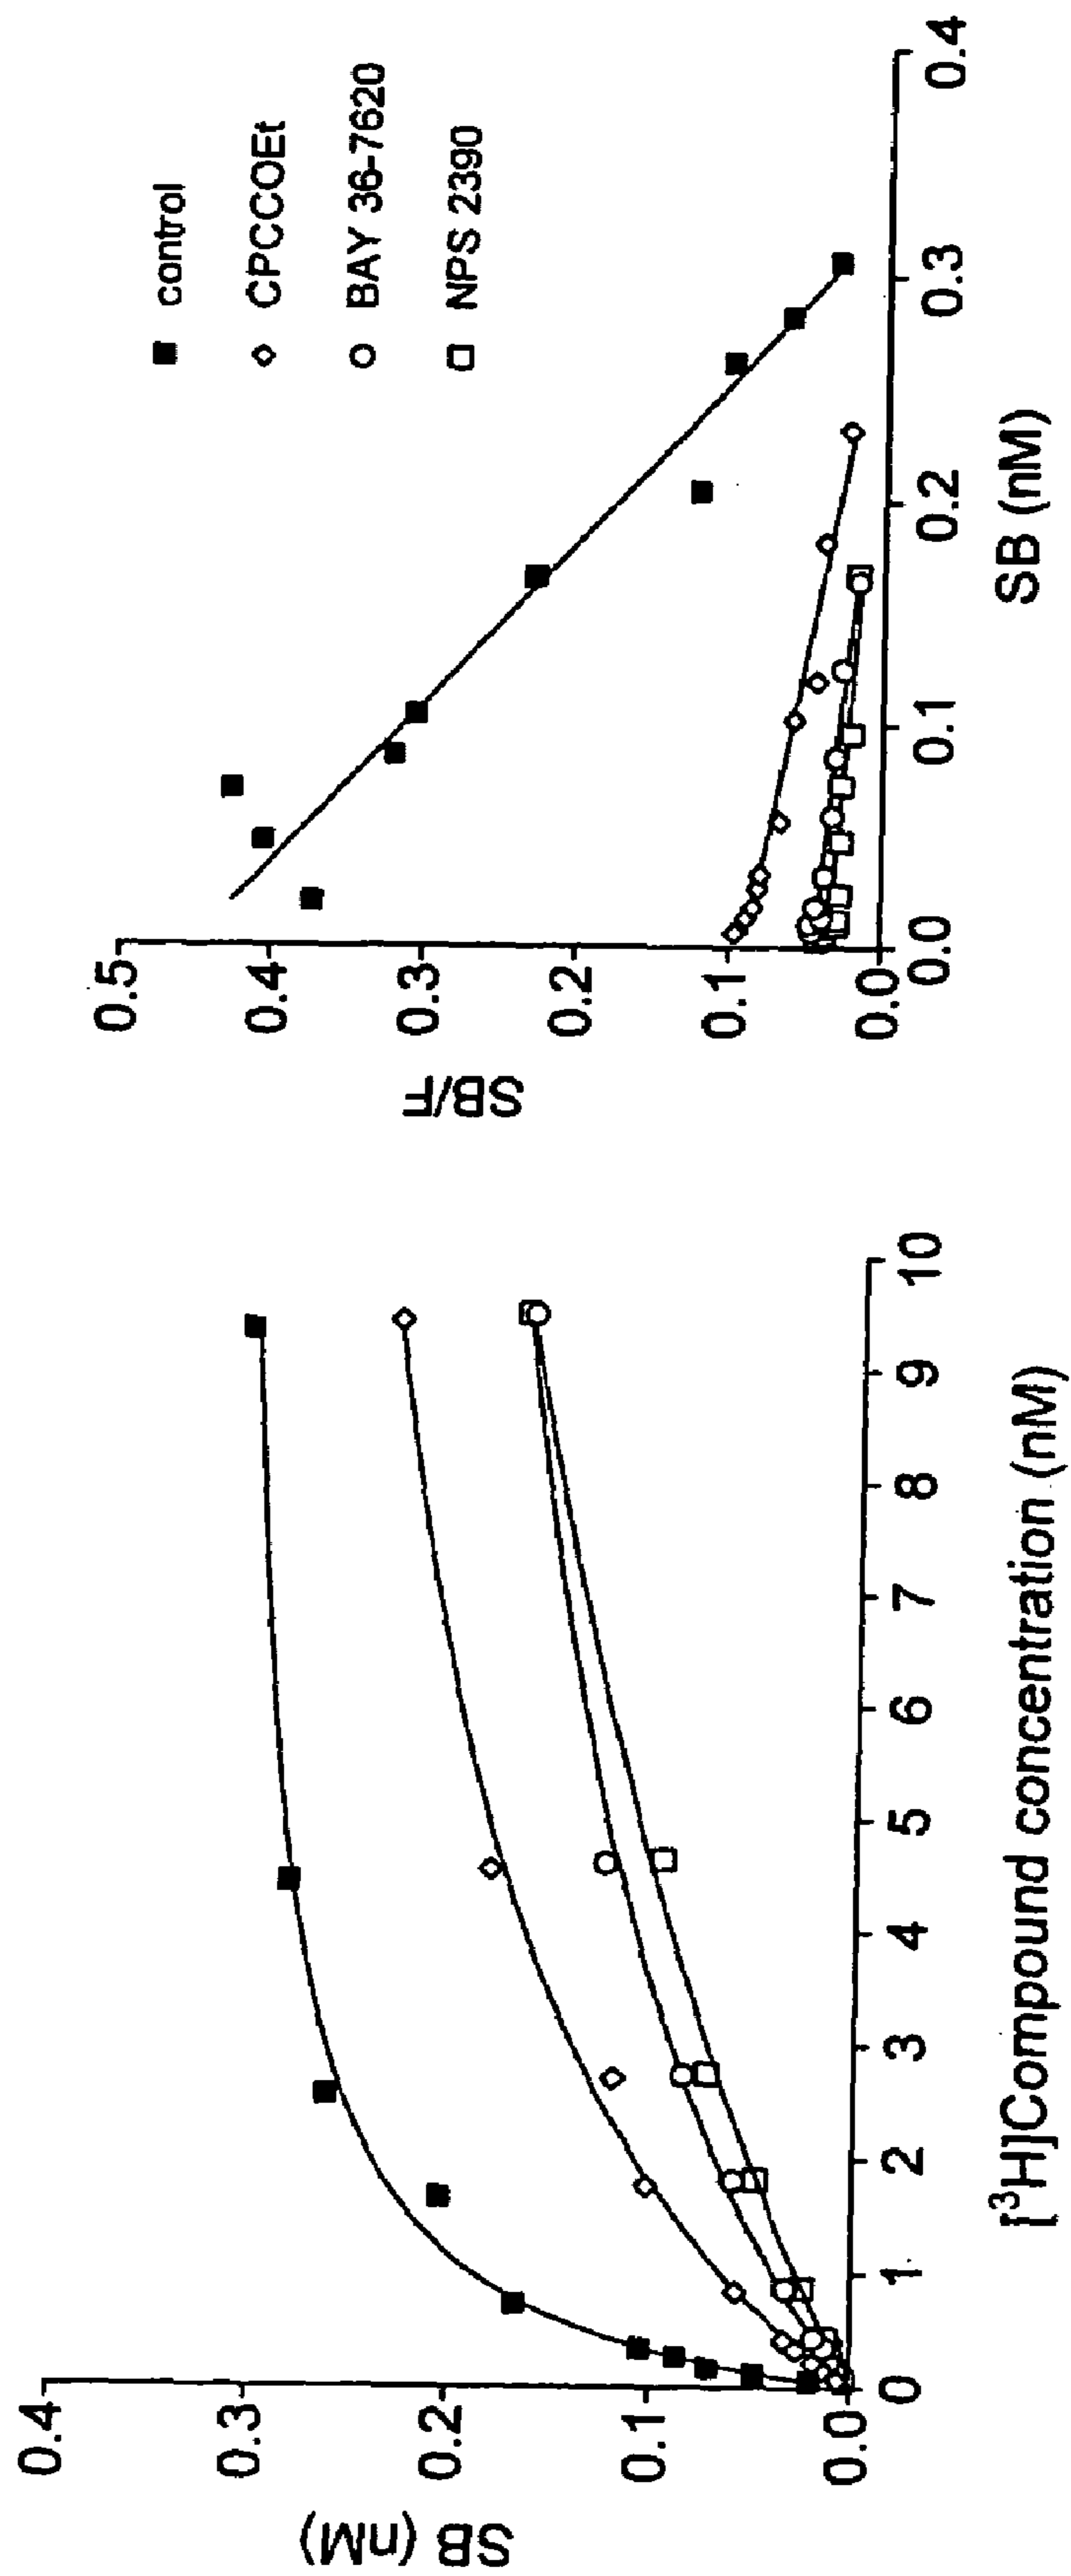 SB (nM)
0.4
0.3
0.2
0.1
0.0
0 1 2 3 4 5 6 7 8 9 10
[³H]Compound concentration (nM)
SB/F
0.5
0.4
0.3
0.2
0.1
0.0
0.0 0.1 0.2 0.3 0.4
SB (nM)
control
CPCCOEt
BAY 36-7620
NPS 2390